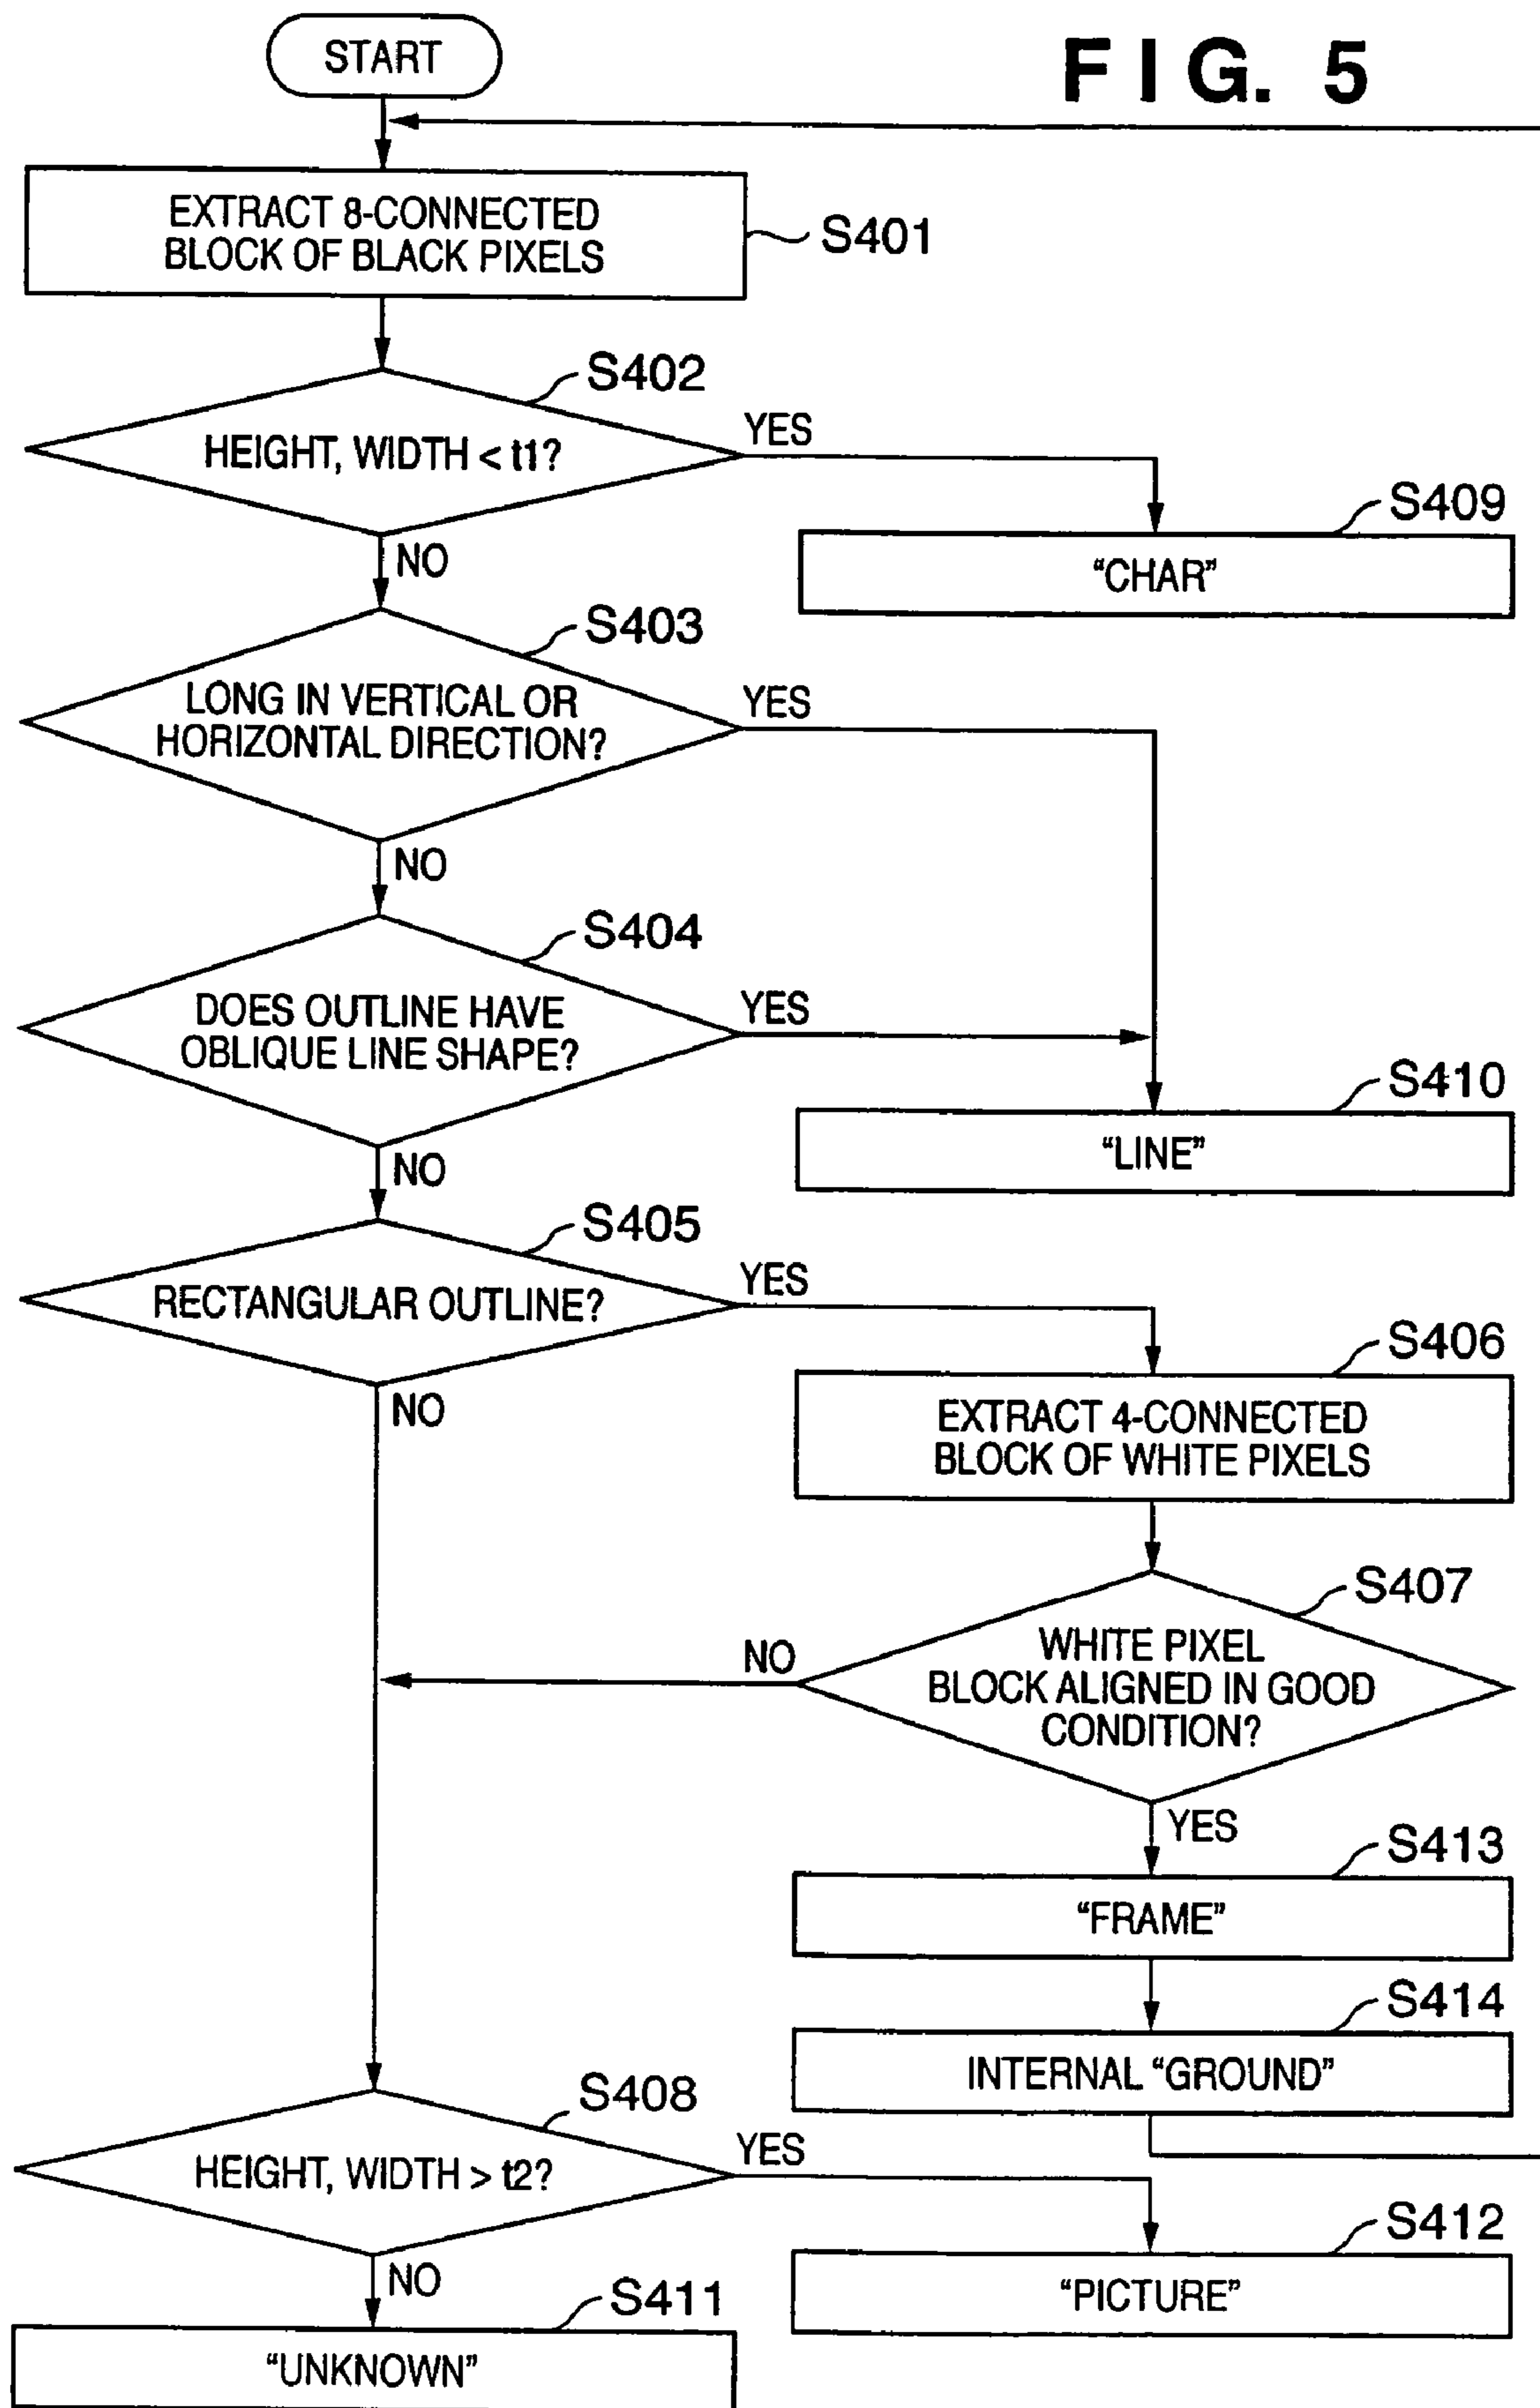 START
FIG. 5
EXTRACT 8-CONNECTED
BLOCK OF BLACK PIXELS
S401
S402
HEIGHT, WIDTH < t1?
YES
S409
"CHAR"
NO
S403
LONG IN VERTICAL OR
HORIZONTAL DIRECTION?
YES
NO
S404
DOES OUTLINE HAVE
OBLIQUE LINE SHAPE?
YES
S410
"LINE"
NO
S405
RECTANGULAR OUTLINE?
YES
S406
EXTRACT 4-CONNECTED
BLOCK OF WHITE PIXELS
NO
S407
WHITE PIXEL
BLOCK ALIGNED IN GOOD
CONDITION?
NO
YES
S413
"FRAME"
S414
INTERNAL "GROUND"
S408
HEIGHT, WIDTH > t2?
YES
S412
"PICTURE"
NO
S411
"UNKNOWN"